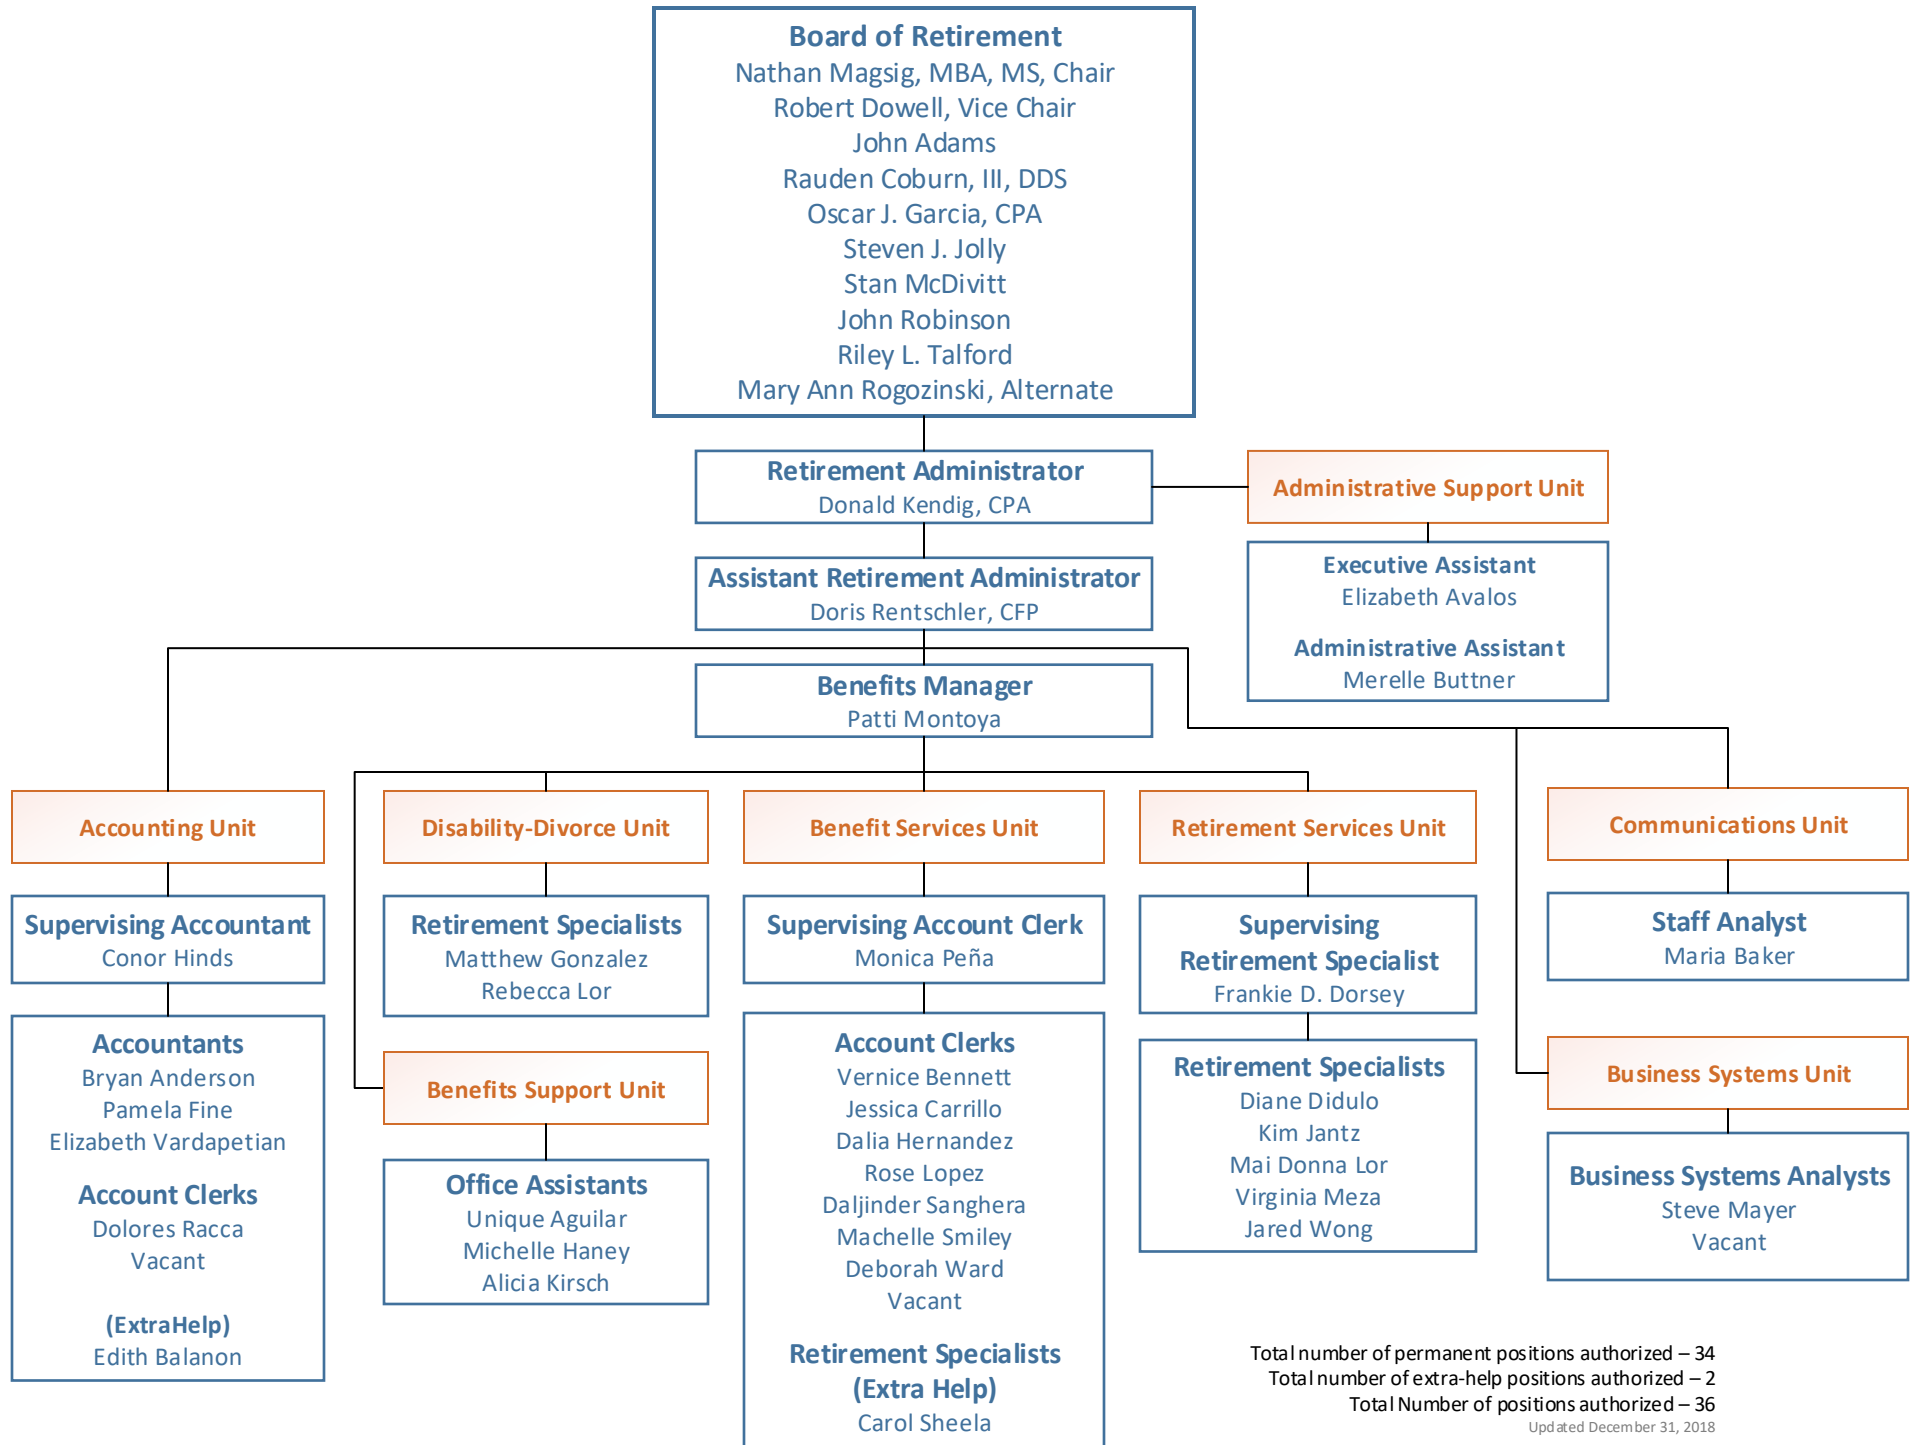 Board of Retirement
Nathan Magsig, MBA, MS, Chair
Robert Dowell, Vice Chair
John Adams
Rauden Coburn, III, DDS
Oscar J. Garcia, CPA
Steven J. Jolly
Stan McDivitt
John Robinson
Riley L. Talford
Mary Ann Rogozinski, Alternate
Retirement Administrator
Donald Kendig, CPA
Administrative Support Unit
Executive Assistant
Elizabeth Avalos
Administrative Assistant
Merelle Buttner
Assistant Retirement Administrator
Doris Rentschler, CFP
Benefits Manager
Patti Montoya
Accounting Unit
Supervising Accountant
Conor Hinds
Accountants
Bryan Anderson
Pamela Fine
Elizabeth Vardapetian
Account Clerks
Dolores Racca
Vacant
(ExtraHelp)
Edith Balanon
Disability-Divorce Unit
Retirement Specialists
Matthew Gonzalez
Rebecca Lor
Benefits Support Unit
Office Assistants
Unique Aguilar
Michelle Haney
Alicia Kirsch
Benefit Services Unit
Supervising Account Clerk
Monica Peña
Account Clerks
Vernice Bennett
Jessica Carrillo
Dalia Hernandez
Rose Lopez
Daljinder Sanghera
Machelle Smiley
Deborah Ward
Vacant
Retirement Specialists
(Extra Help)
Carol Sheela
Retirement Services Unit
Supervising
Retirement Specialist
Frankie D. Dorsey
Retirement Specialists
Diane Didulo
Kim Jantz
Mai Donna Lor
Virginia Meza
Jared Wong
Communications Unit
Staff Analyst
Maria Baker
Business Systems Unit
Business Systems Analysts
Steve Mayer
Vacant
Total number of permanent positions authorized – 34
Total number of extra-help positions authorized – 2
Total Number of positions authorized – 36
Updated December 31, 2018